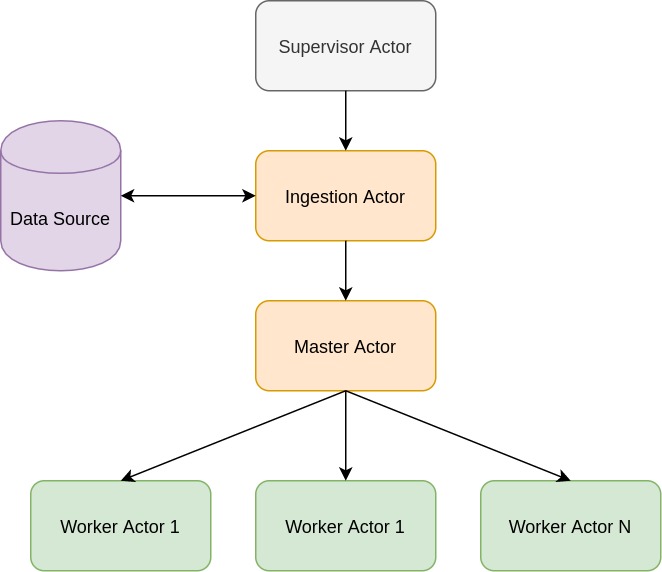 Supervisor Actor
Ingestion Actor
Data Source
Master Actor
Worker Actor 1
Worker Actor 1
Worker Actor N